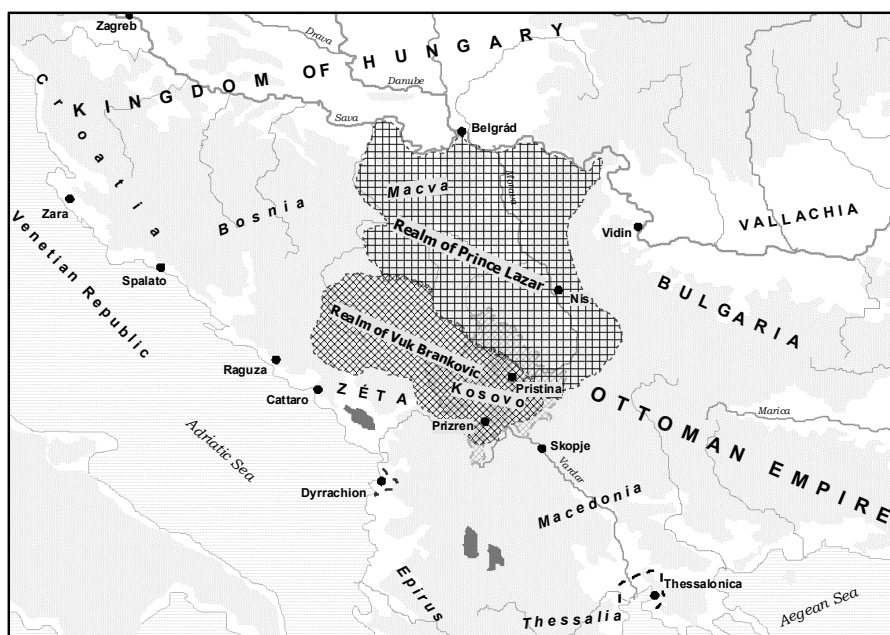 Zagreb
Drava
KINGDOM OF HUNGARY
Croatia
Danube
Sava
Belgrád
Macva
Morava
Bosnia
Zara
Vidin
VALLACHIA
Venetian Republic
Realm of Prince Lazar
Spalato
Nis
BULGARIA
Realm of Vuk Brankovic
Raguza
Pristina
ZÉTA
Kosovo
Cattaro
OTTOMAN EMPIRE
Marica
Prizren
Adriatic Sea
Skopje
Vardar
Dyrrachion
Macedonia
Epirus
Thessalonica
Thessalia
Aegean Sea